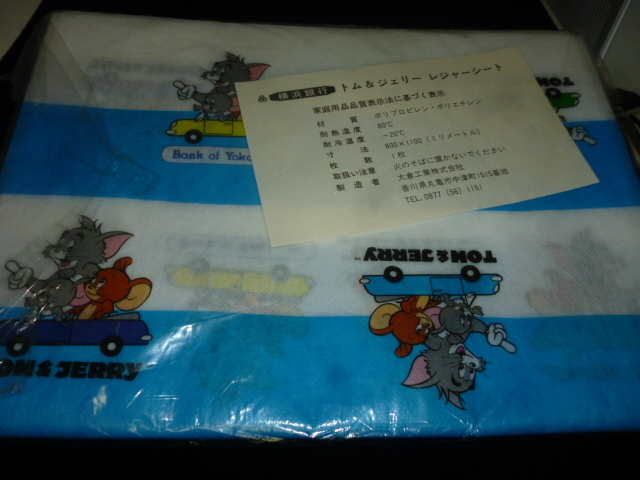 横浜銀行 トム&ジェリー レジャーシート
家庭用品品質表示法に基づく表示
材質 ポリプロピレン・ポリエチレン
耐熱温度 80℃
耐冷温度 -20℃
寸法 800×1100(ミリメートル)
枚数 1枚
取扱い注意 火のそばに置かないでください
製造者 大倉工業株式会社
香川県丸亀市中津町1515番地
TEL.0877(56)1151
Bank of Yoko
TOM & JERRY
TOM & JERRY